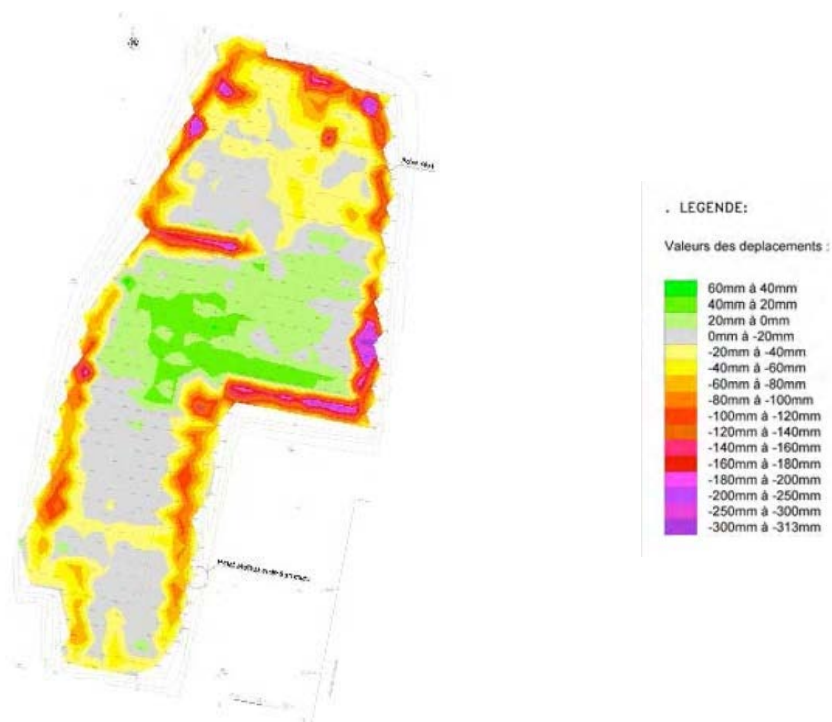 . LEGENDE:
Valeurs des deplacements :
60mm à 40mm
40mm à 20mm
20mm à 0mm
0mm à -20mm
-20mm à -40mm
-40mm à -60mm
-60mm à -80mm
-80mm à -100mm
-100mm à -120mm
-120mm à -140mm
-140mm à -160mm
-160mm à -180mm
-180mm à -200mm
-200mm à -250mm
-250mm à -300mm
-300mm à -313mm